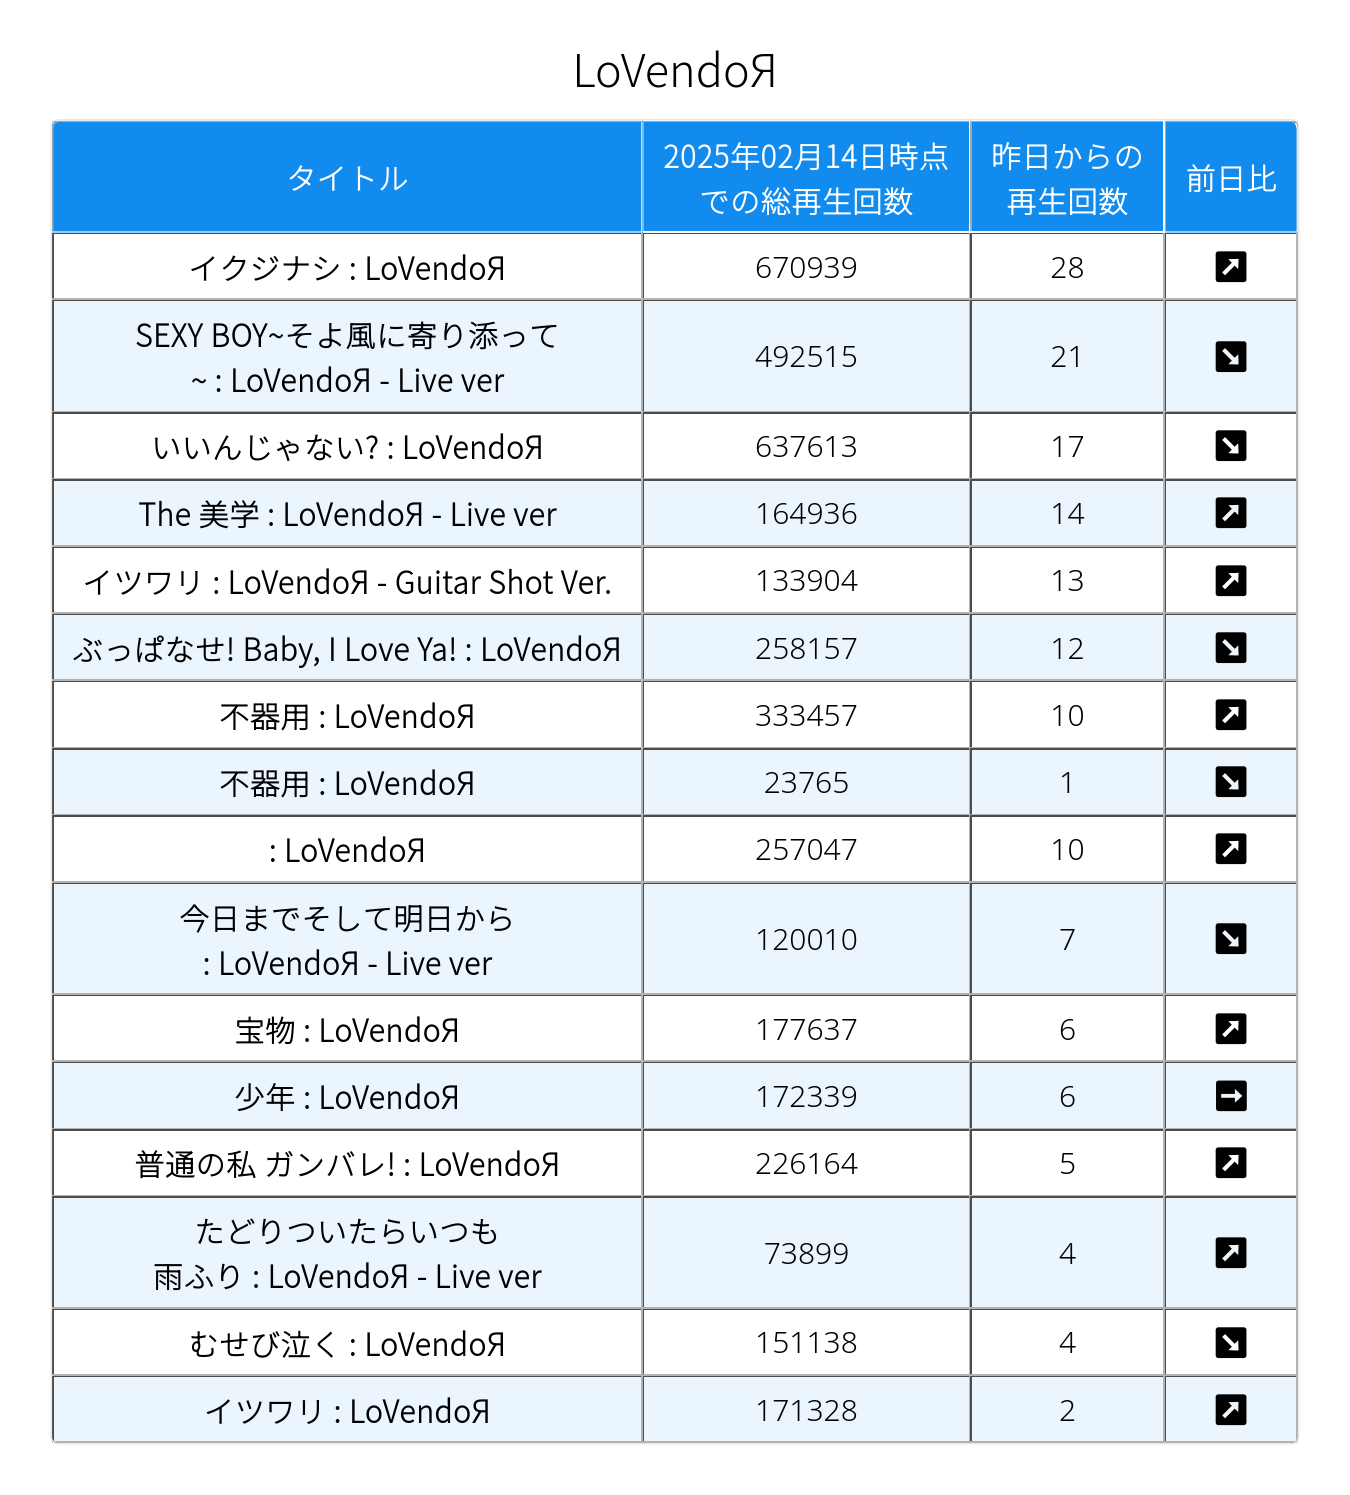 LoVendoЯ
タイトル
2025年02月14日時点
での総再生回数
昨日からの
再生回数
前日比
イクジナシ : LoVendoЯ
670939
28
SEXY BOY~そよ風に寄り添って
~ : LoVendoЯ - Live ver
492515
21
いいんじゃない? : LoVendoЯ
637613
17
The 美学 : LoVendoЯ - Live ver
164936
14
イツワリ : LoVendoЯ - Guitar Shot Ver.
133904
13
ぶっぱなせ! Baby, I Love Ya! : LoVendoЯ
258157
12
不器用 : LoVendoЯ
333457
10
不器用 : LoVendoЯ
23765
1
: LoVendoЯ
257047
10
今日までそして明日から
: LoVendoЯ - Live ver
120010
7
宝物 : LoVendoЯ
177637
6
少年 : LoVendoЯ
172339
6
普通の私 ガンバレ! : LoVendoЯ
226164
5
たどりついたらいつも
雨ふり : LoVendoЯ - Live ver
73899
4
むせび泣く : LoVendoЯ
151138
4
イツワリ : LoVendoЯ
171328
2